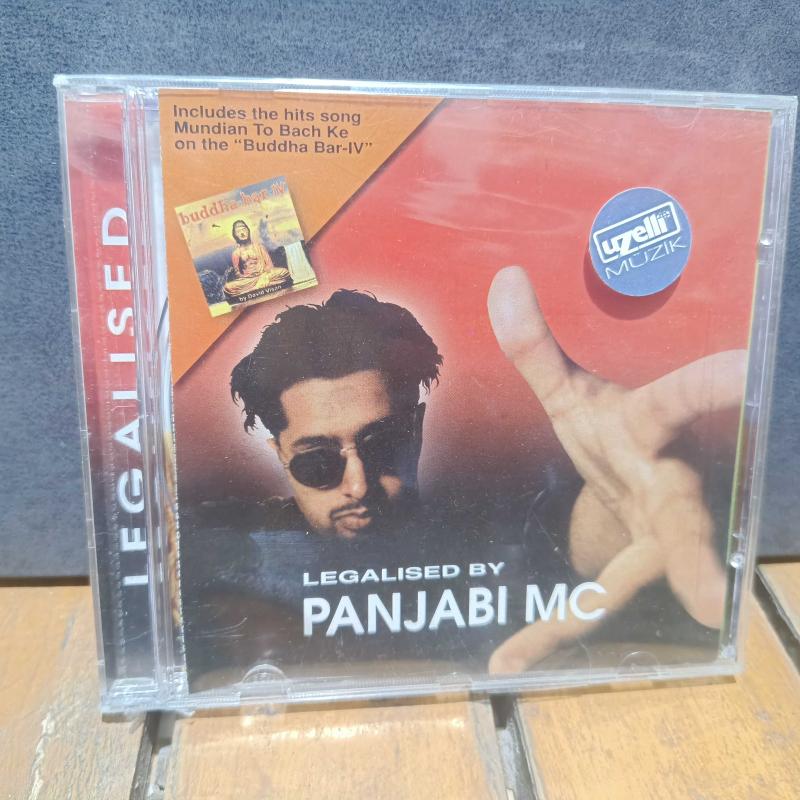 Includes the hits song
Mundian To Bach Ke
on the "Buddha Bar-IV"
buddha-bar IV
by David Visan
uzelli
MÜZİK
LEGALISED
LEGALISED BY
PANJABI MC